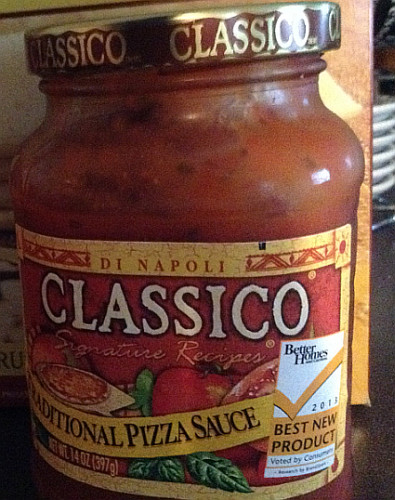 CLASSICO CLASSICO
DI NAPOLI
CLASSICO®
Signature Recipes®
TRADITIONAL PIZZA SAUCE
NET WT. 14 OZ (397g)
Better
Homes
2013
BEST NEW
PRODUCT
Voted by Consumers
RU